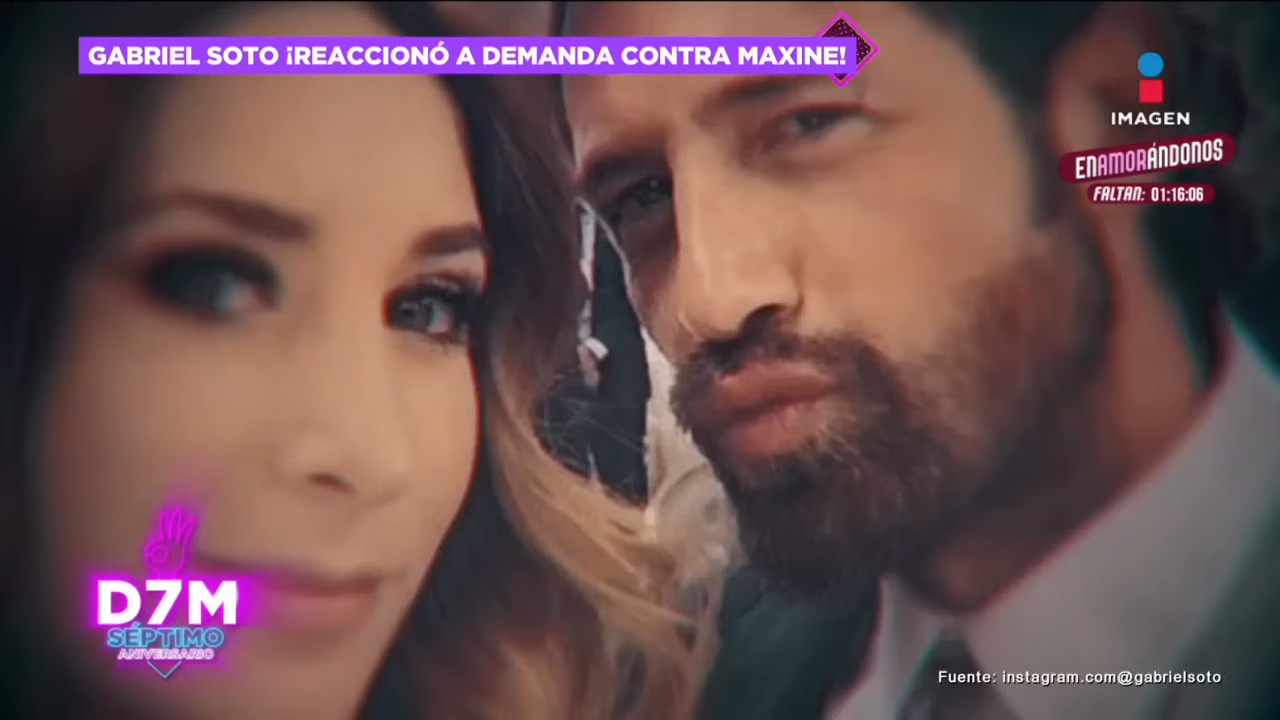 GABRIEL SOTO ¡REACCIONÓ A DEMANDA CONTRA MAXINE!
IMAGEN
ENAMORÁNDONOS
FALTAN: 01:16:06
D7M
SÉPTIMO
ANIVERSARIO
Fuente: instagram.com@gabrielsoto